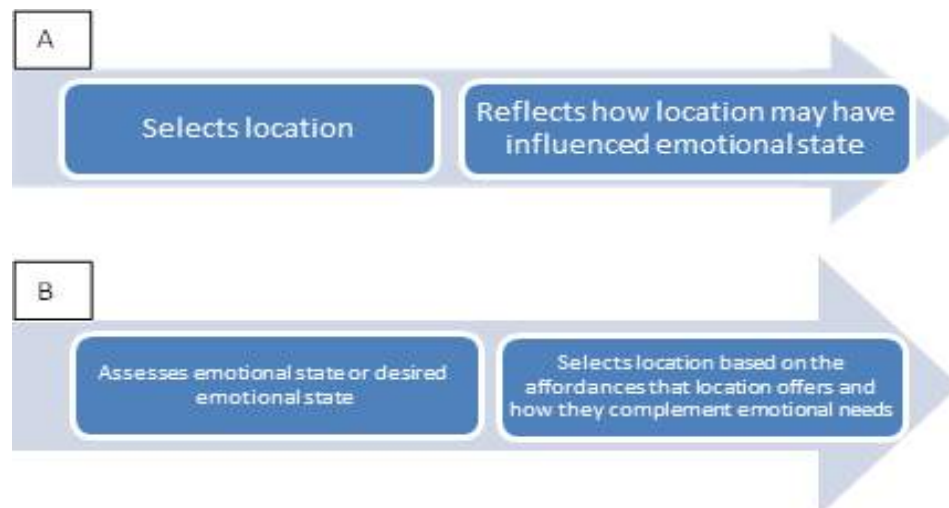 A
Selects location
Reflects how location may have
influenced emotional state
B
Assesses emotional state or desired
emotional state
Selects location based on the
affordances that location offers and
how they complement emotional needs